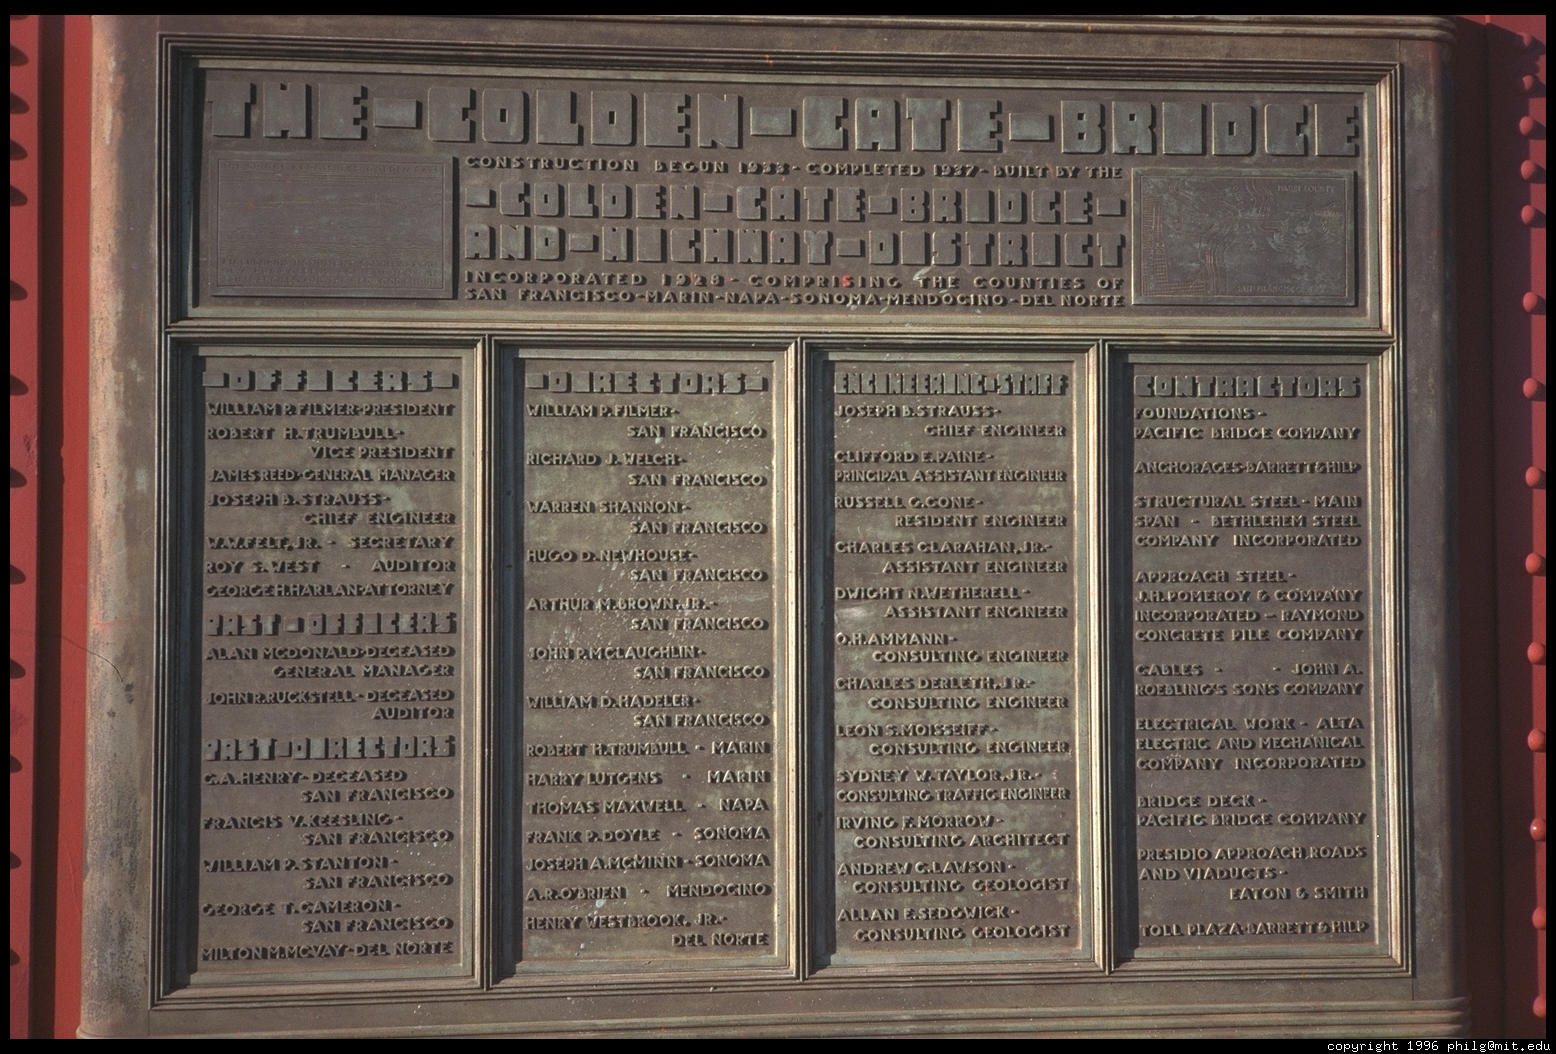 THE-GOLDEN-GATE-BRIDGE
CONSTRUCTION BEGUN 1933-COMPLETED 1937-BUILT BY THE
-GOLDEN-GATE-BRIDGE-
AND-HIGHWAY-DISTRICT
INCORPORATED 1928 - COMPRISING THE COUNTIES OF
SAN FRANCISCO-MARIN-NAPA-SONOMA-MENDOCINO-DEL NORTE
MARIN COUNTY
SAN FRANCISCO
-OFFICERS-
WILLIAM P. FILMER-PRESIDENT
ROBERT H. TRUMBULL-
VICE PRESIDENT
JAMES REED-GENERAL MANAGER
JOSEPH B. STRAUSS-
CHIEF ENGINEER
W.W. FELT, JR. - SECRETARY
ROY S. WEST - AUDITOR
GEORGE H. HARLAN-ATTORNEY
PAST-OFFICERS
ALAN MCDONALD-DECEASED
GENERAL MANAGER
JOHN R. RUCKSTELL-DECEASED
AUDITOR
PAST-DIRECTORS
C.A. HENRY-DECEASED
SAN FRANCISCO
FRANCIS V. KEESLING-
SAN FRANCISCO
WILLIAM P. STANTON-
SAN FRANCISCO
GEORGE T. CAMERON-
SAN FRANCISCO
MILTON M. MCVAY-DEL NORTE
-DIRECTORS-
WILLIAM P. FILMER-
SAN FRANCISCO
RICHARD J. WELCH-
SAN FRANCISCO
WARREN SHANNON-
SAN FRANCISCO
HUGO D. NEWHOUSE-
SAN FRANCISCO
ARTHUR M. BROWN, JR.-
SAN FRANCISCO
JOHN P. MCLAUGHLIN-
SAN FRANCISCO
WILLIAM D. HADELER-
SAN FRANCISCO
ROBERT H. TRUMBULL - MARIN
HARRY LUTGENS - MARIN
THOMAS MAXWELL - NAPA
FRANK P. DOYLE - SONOMA
JOSEPH A. MCMINN-SONOMA
A.R. O'BRIEN - MENDOCINO
HENRY WESTBROOK, JR.-
DEL NORTE
ENGINEERING-STAFF
JOSEPH B. STRAUSS-
CHIEF ENGINEER
CLIFFORD E. PAINE-
PRINCIPAL ASSISTANT ENGINEER
RUSSELL G. CONE-
RESIDENT ENGINEER
CHARLES CLARAHAN, JR.-
ASSISTANT ENGINEER
DWIGHT N. WETHERELL-
ASSISTANT ENGINEER
O.H. AMMANN-
CONSULTING ENGINEER
CHARLES DERLETH, JR.-
CONSULTING ENGINEER
LEON S. MOISSEIFF-
CONSULTING ENGINEER
SYDNEY W. TAYLOR, JR.-
CONSULTING TRAFFIC ENGINEER
IRVING F. MORROW-
CONSULTING ARCHITECT
ANDREW C. LAWSON-
CONSULTING GEOLOGIST
ALLAN E. SEDGWICK-
CONSULTING GEOLOGIST
CONTRACTORS
FOUNDATIONS-
PACIFIC BRIDGE COMPANY
ANCHORAGES-BARRETT & HILP
STRUCTURAL STEEL-MAIN
SPAN - BETHLEHEM STEEL
COMPANY INCORPORATED
APPROACH STEEL-
J.H. POMEROY & COMPANY
INCORPORATED - RAYMOND
CONCRETE PILE COMPANY
CABLES - - JOHN A.
ROEBLING'S SONS COMPANY
ELECTRICAL WORK - ALTA
ELECTRIC AND MECHANICAL
COMPANY INCORPORATED
BRIDGE DECK-
PACIFIC BRIDGE COMPANY
PRESIDIO APPROACH ROADS
AND VIADUCTS-
EATON & SMITH
TOLL PLAZA-BARRETT & HILP
copyright 1996 philg@mit.edu